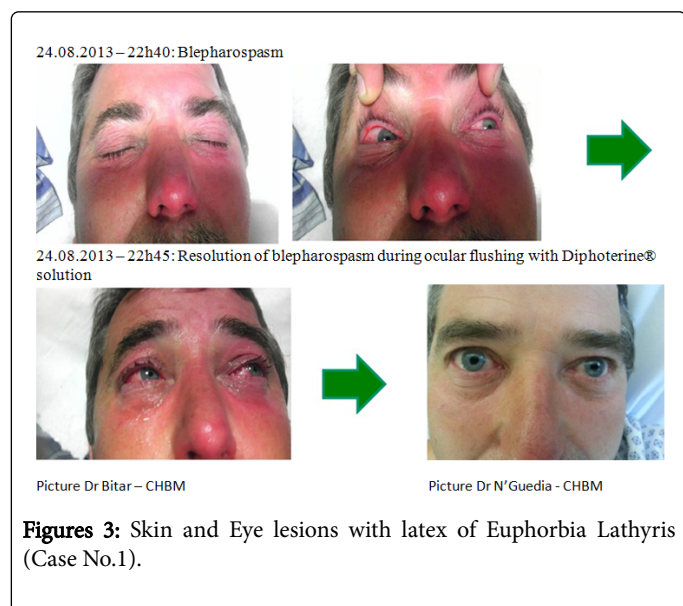 24.08.2013 – 22h40: Blepharospasm
24.08.2013 – 22h45: Resolution of blepharospasm during ocular flushing with Diphoterine®
solution
Picture Dr Bitar – CHBM
Picture Dr N'Guedia - CHBM
Figures 3: Skin and Eye lesions with latex of Euphorbia Lathyris
(Case No.1).